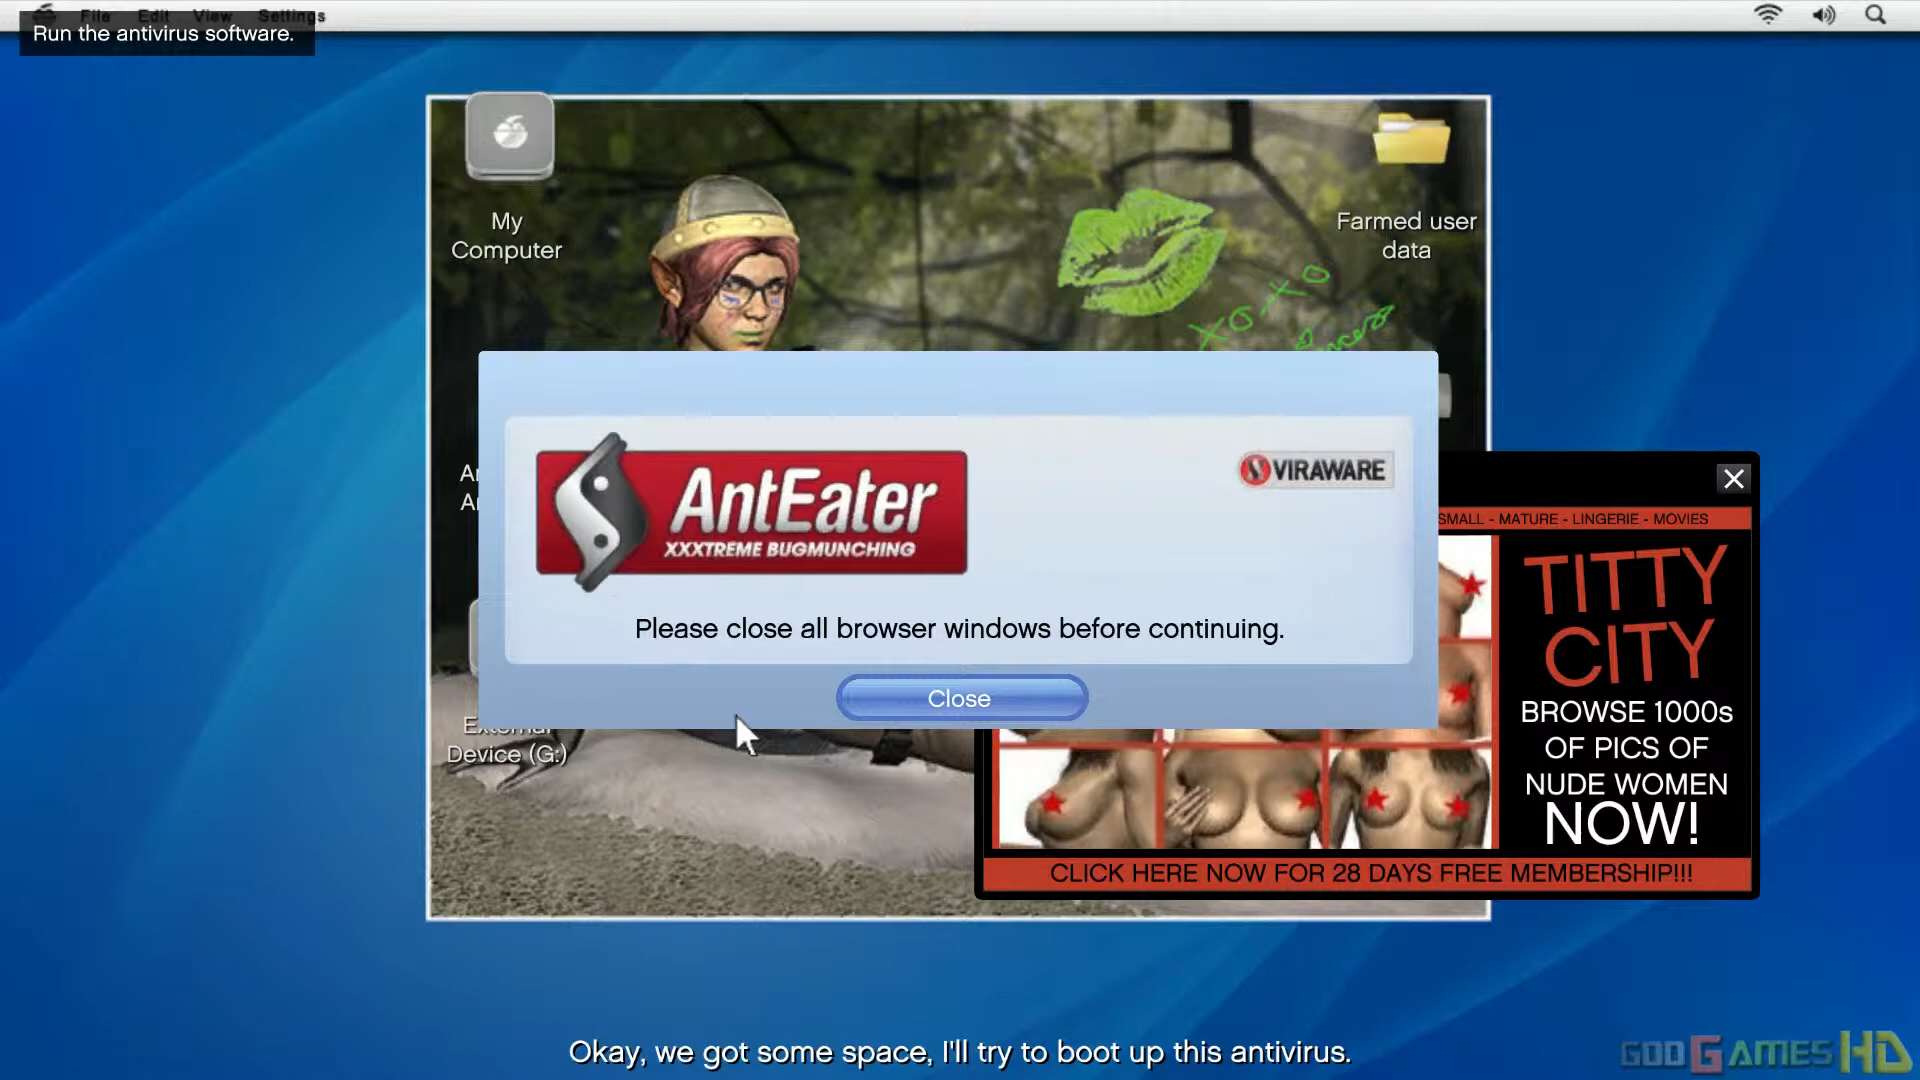 File Edit View Settings
Run the antivirus software.
My
Computer
Farmed user
data
XO-XO
AntEater
XXXTREME BUGMUNCHING
VIRAWARE
Please close all browser windows before continuing.
Close
Device (G:)
SMALL - MATURE - LINGERIE - MOVIES
TITTY
CITY
BROWSE 1000s
OF PICS OF
NUDE WOMEN
NOW!
CLICK HERE NOW FOR 28 DAYS FREE MEMBERSHIP!!!
Okay, we got some space, I'll try to boot up this antivirus.
GODGAMES HD